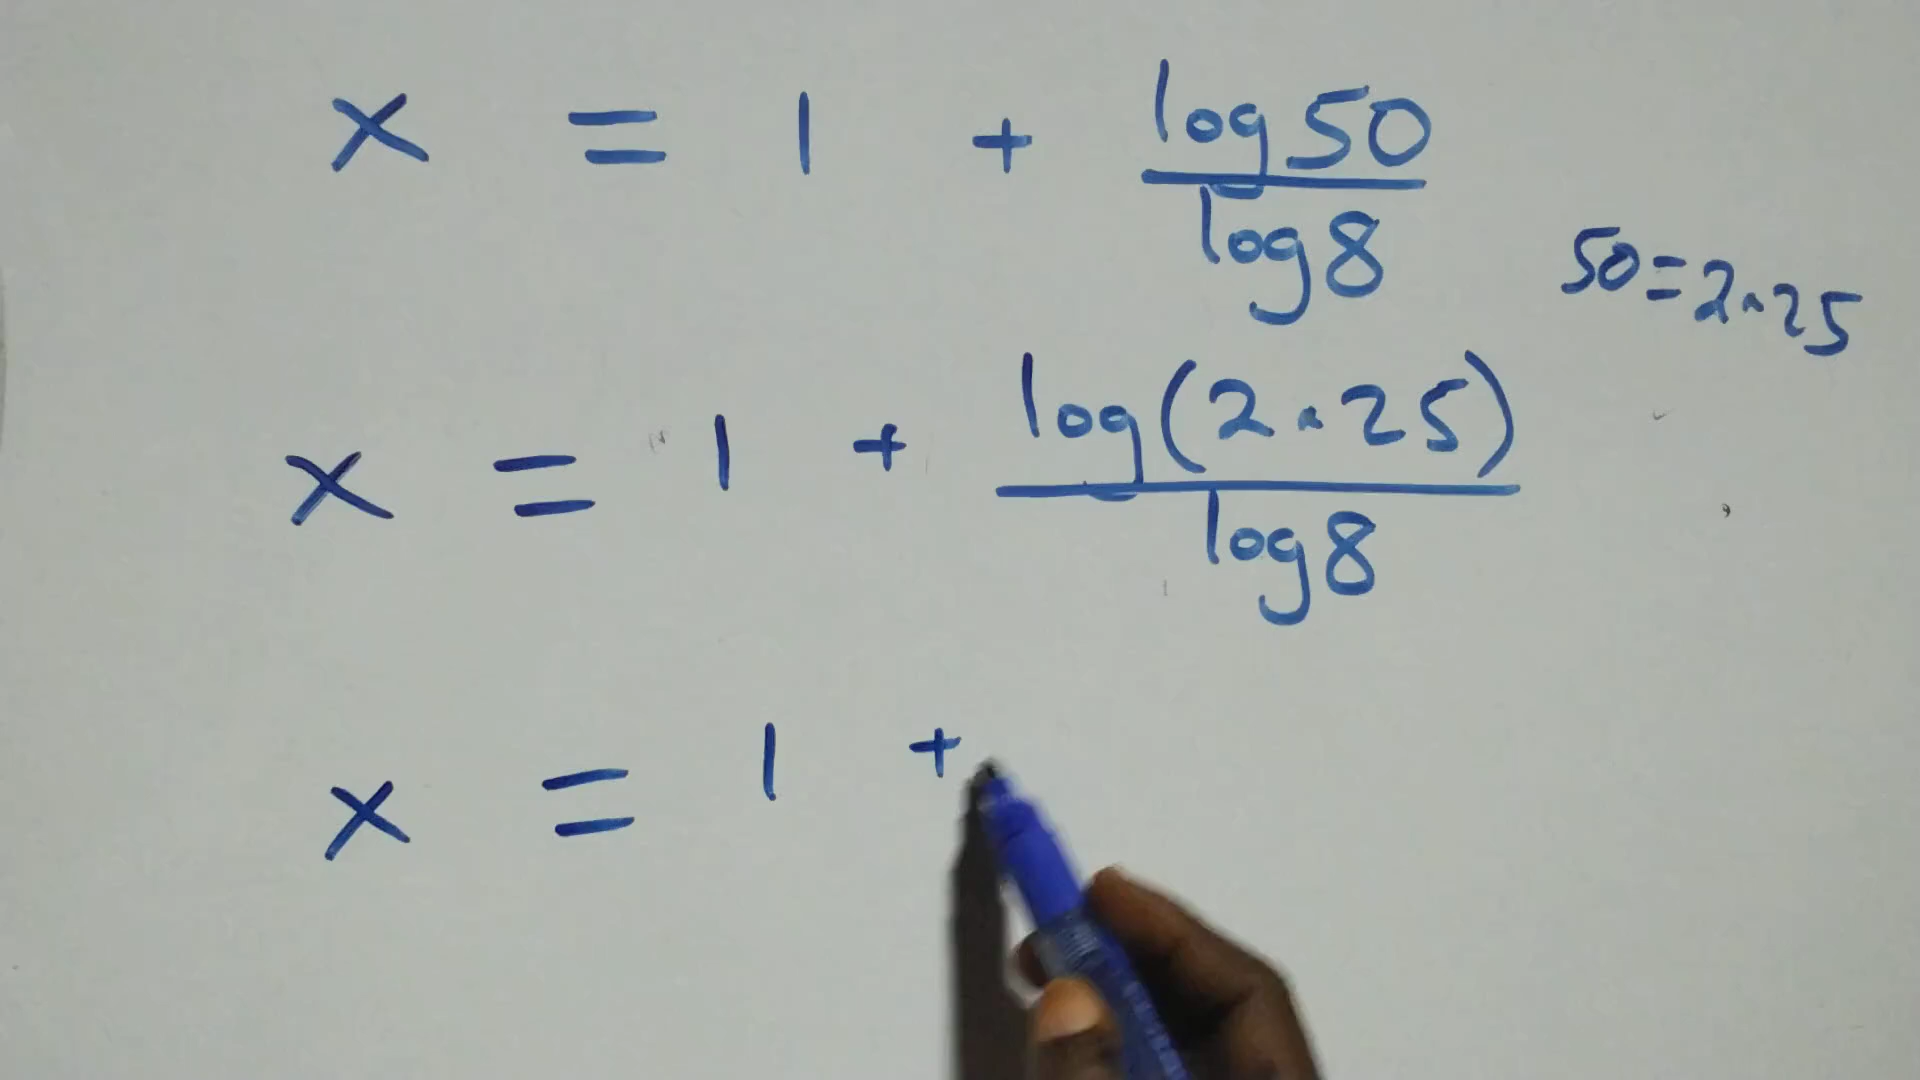 x = 1 + log50/log8
50=2×25
x = 1 + log(2×25)/log8
x = 1 +